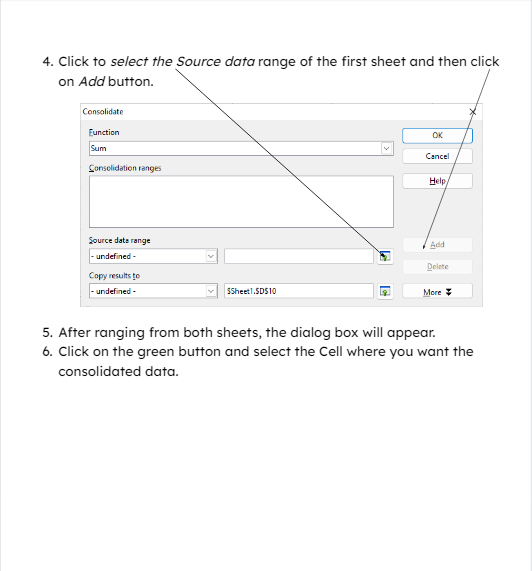 4. Click to select the Source data range of the first sheet and then click
on Add button.
Consolidate
Function
OK
Sum
Cancel
Consolidation ranges
Help
Source data range
Add
- undefined -
Delete
Copy results to
- undefined -
$Sheet1.$D$10
More
5. After ranging from both sheets, the dialog box will appear.
6. Click on the green button and select the Cell where you want the
consolidated data.